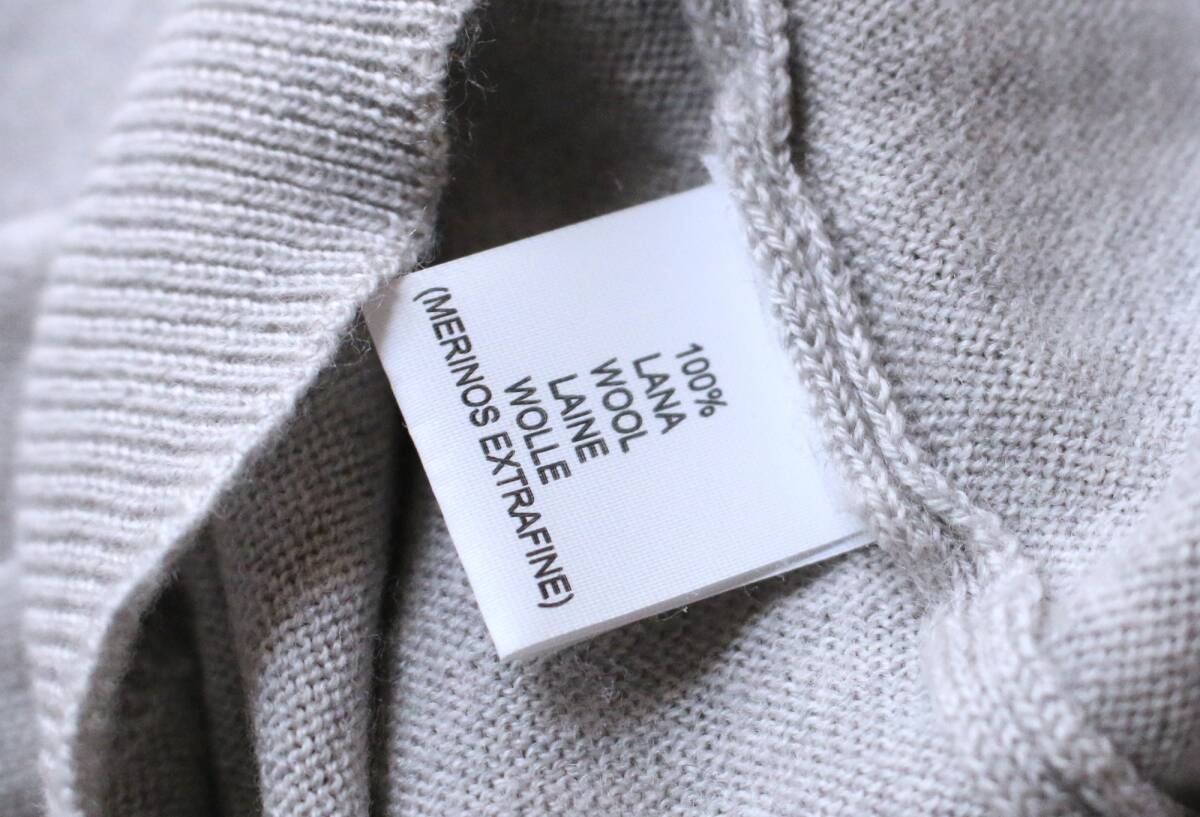 100%
LANA
WOOL
LAINE
WOLLE
(MERINOS EXTRAFINE)